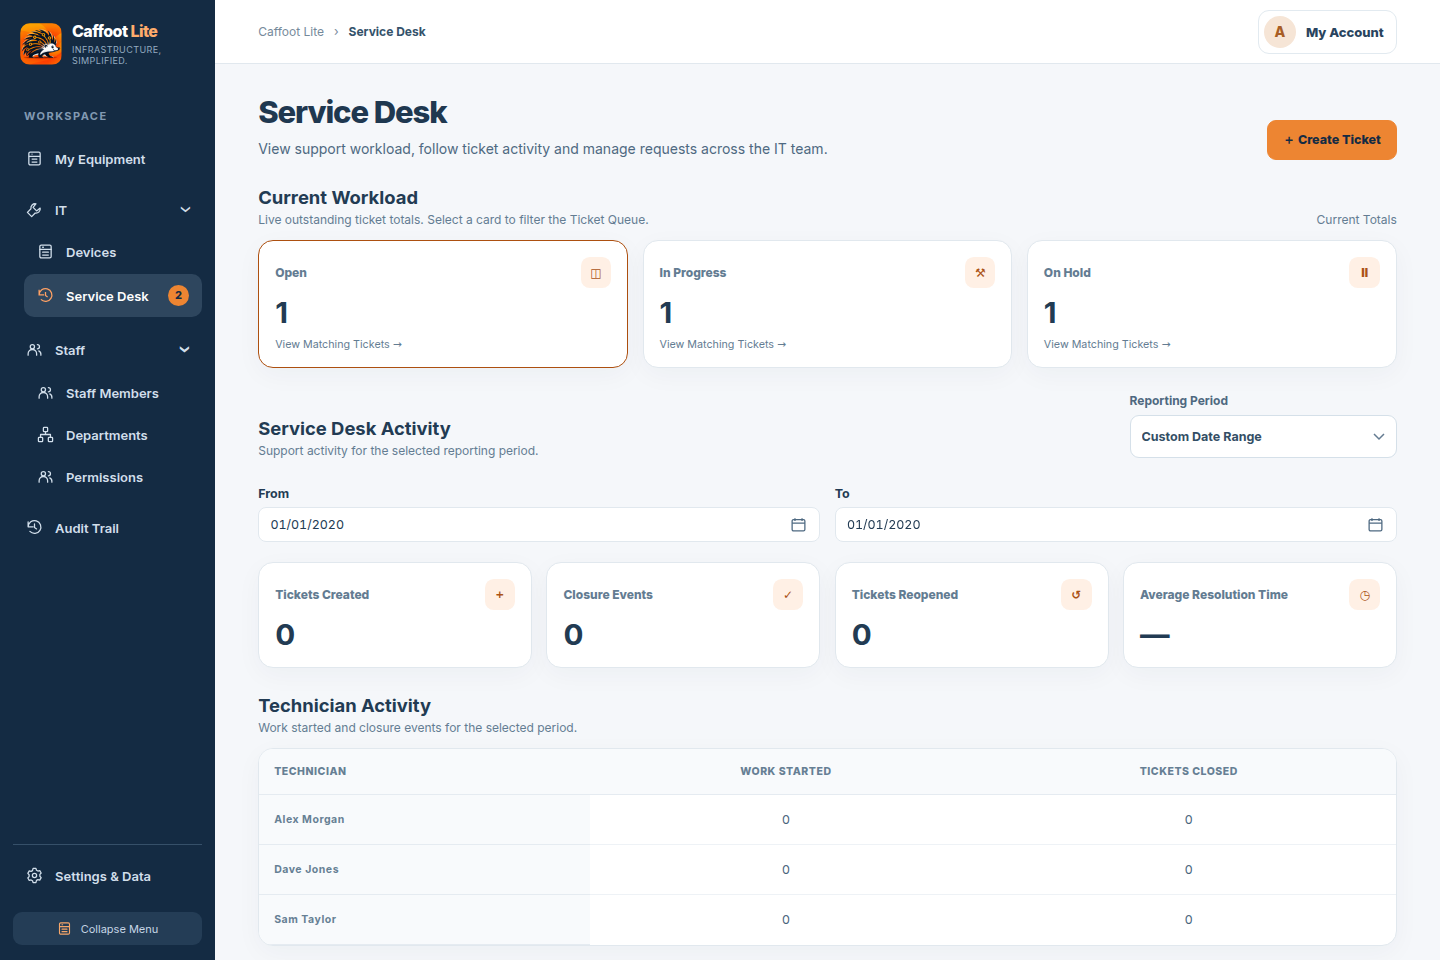 Caffoot Lite
INFRASTRUCTURE,
SIMPLIFIED.
WORKSPACE
My Equipment
IT
Devices
Service Desk 2
Staff
Staff Members
Departments
Permissions
Audit Trail
Settings & Data
Collapse Menu
Caffoot Lite › Service Desk
A My Account
Service Desk
View support workload, follow ticket activity and manage requests across the IT team.
+ Create Ticket
Current Workload
Live outstanding ticket totals. Select a card to filter the Ticket Queue.
Current Totals
Open
1
View Matching Tickets →
In Progress
1
View Matching Tickets →
On Hold
1
View Matching Tickets →
Service Desk Activity
Support activity for the selected reporting period.
Reporting Period
Custom Date Range
From
01/01/2020
To
01/01/2020
Tickets Created +
0
Closure Events ✓
0
Tickets Reopened ↺
0
Average Resolution Time
—
Technician Activity
Work started and closure events for the selected period.
TECHNICIAN WORK STARTED TICKETS CLOSED
Alex Morgan 0 0
Dave Jones 0 0
Sam Taylor 0 0